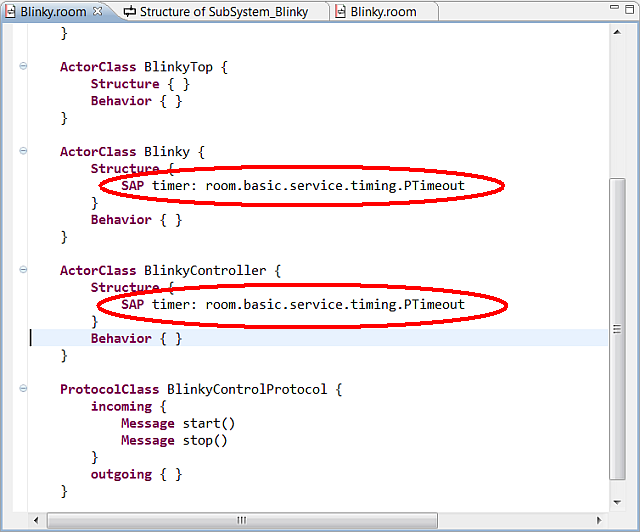 Blinky.room
Structure of SubSystem_Blinky
Blinky.room
}
ActorClass BlinkyTop {
Structure { }
Behavior { }
}
ActorClass Blinky {
Structure {
SAP timer: room.basic.service.timing.PTimeout
}
Behavior { }
}
ActorClass BlinkyController {
Structure {
SAP timer: room.basic.service.timing.PTimeout
}
Behavior { }
}
ProtocolClass BlinkyControlProtocol {
incoming {
Message start()
Message stop()
}
outgoing { }
}